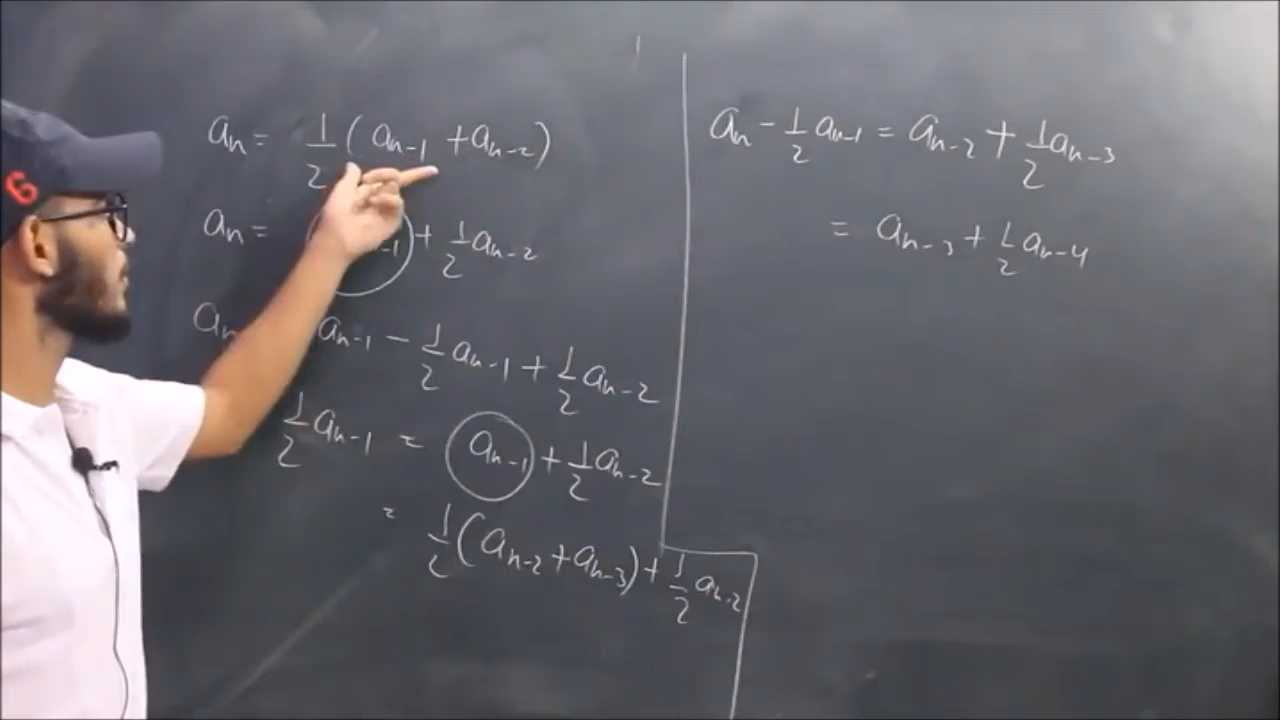 aₙ = 1/2 (aₙ₋₁ + aₙ₋₂)
aₙ = ₋₁ + 1/2 aₙ₋₂
aₙ aₙ₋₁ − 1/2 aₙ₋₁ + 1/2 aₙ₋₂
1/2 aₙ₋₁ = aₙ₋₁ + 1/2 aₙ₋₂
= 1/2 (aₙ₋₂ + aₙ₋₃) + 1/2 aₙ₋₂
aₙ − 1/2 aₙ₋₁ = aₙ₋₂ + 1/2 aₙ₋₃
= aₙ₋₃ + 1/2 aₙ₋₄
6